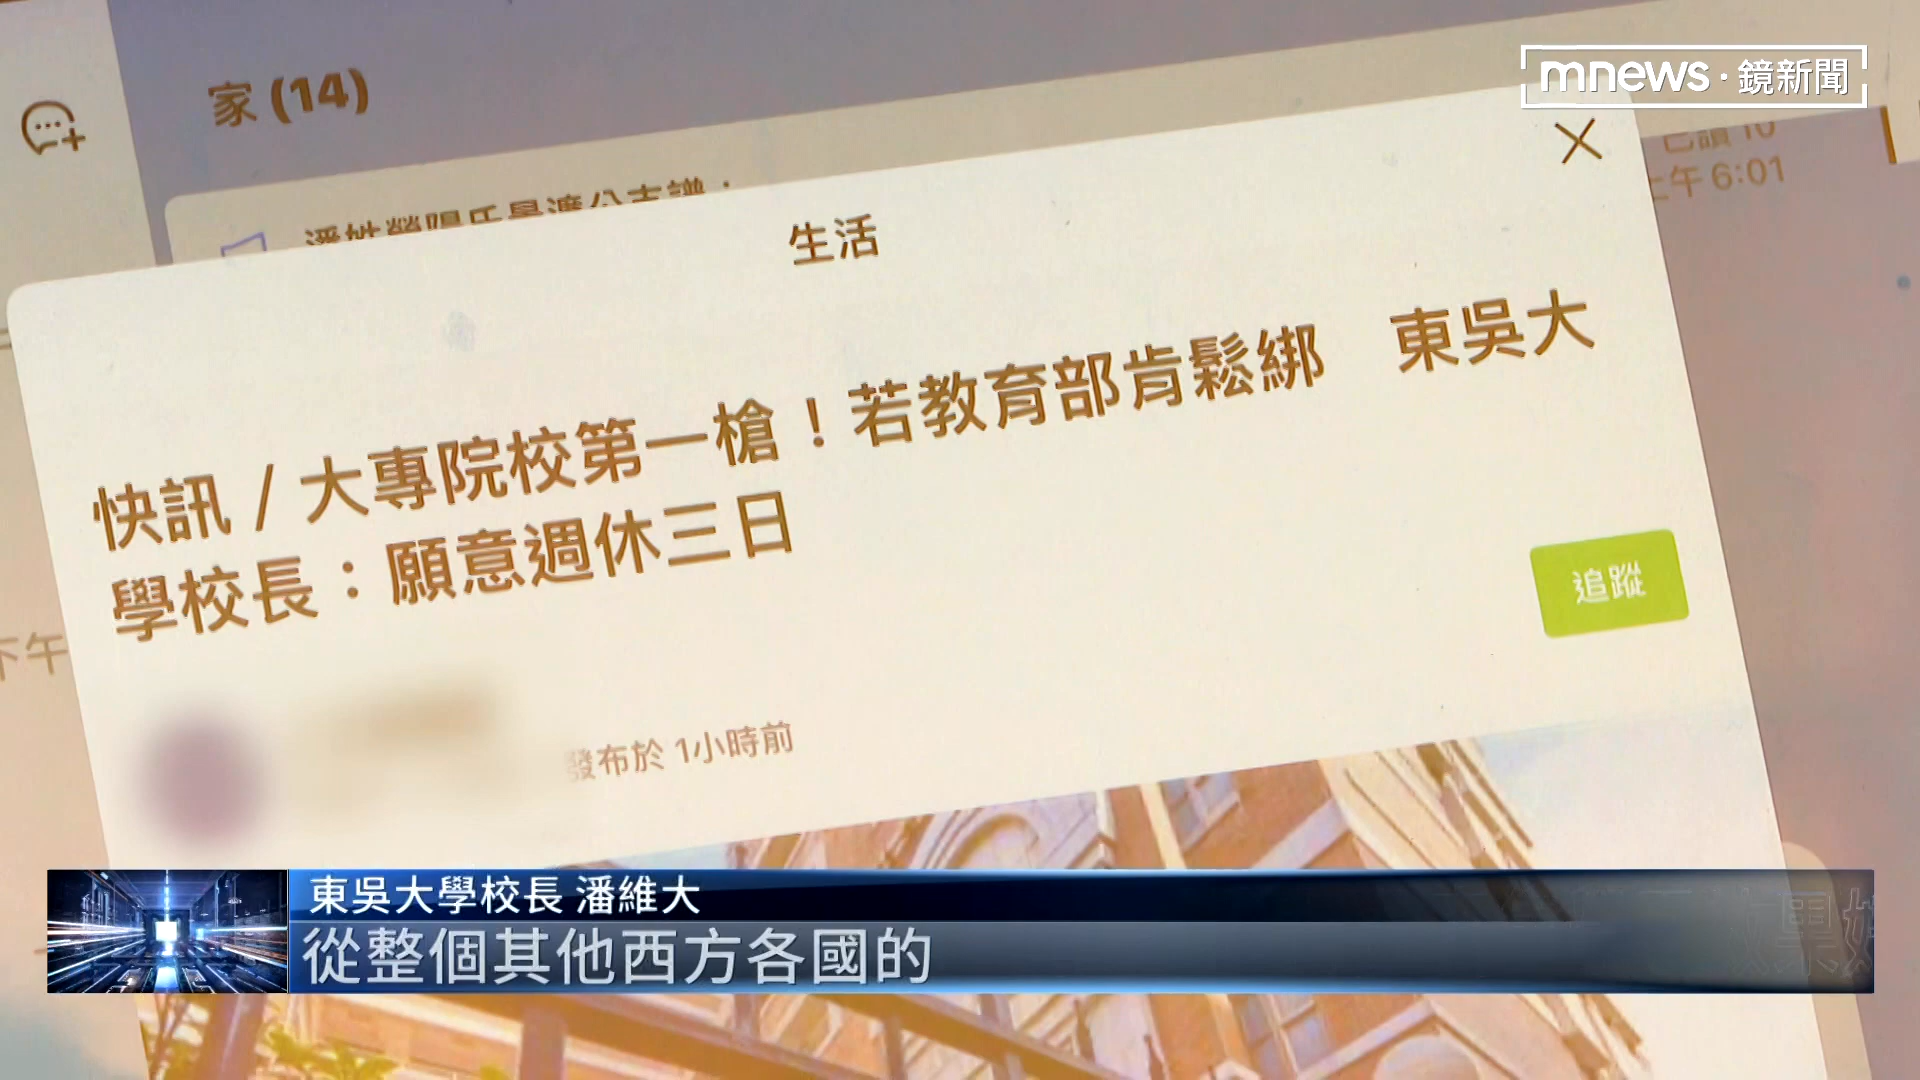 mnews·鏡新聞
家 (14)
上午 6:01
生活
快訊／大專院校第一槍！若教育部肯鬆綁　東吳大
學校長：願意週休三日
追蹤
下午
發布於 1小時前
東吳大學校長 潘維大
從整個其他西方各國的